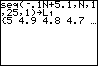 seq(-.1N+5.1,N,1
,25,1)→L₁
{5 4.9 4.8 4.7 …